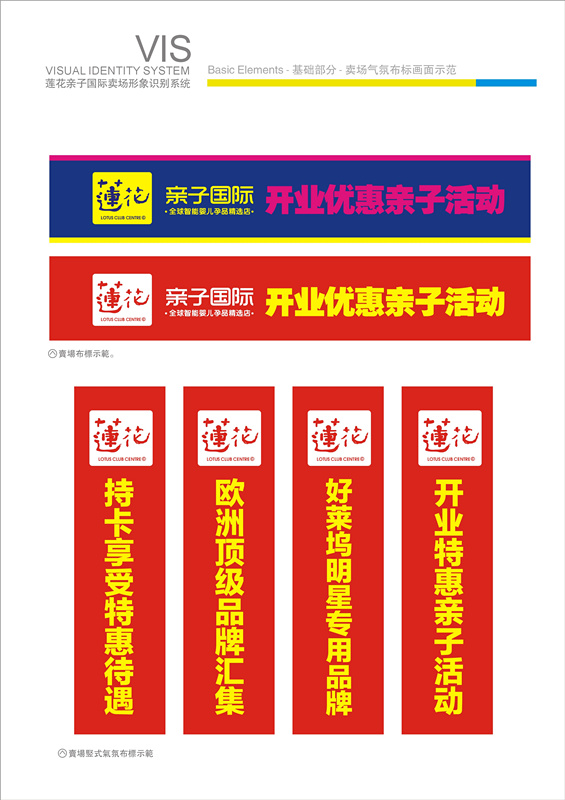 VIS
VISUAL IDENTITY SYSTEM
莲花亲子国际卖场形象识别系统
Basic Elements - 基础部分 - 卖场气氛布标画面示范
蓮花
LOTUS CLUB CENTRE©
亲子国际
·全球智能婴儿孕品精选店·
开业优惠亲子活动
蓮花
LOTUS CLUB CENTRE©
亲子国际
·全球智能婴儿孕品精选店·
开业优惠亲子活动
賣場布標示範。
蓮花
LOTUS CLUB CENTRE©
持卡享受特惠待遇
蓮花
LOTUS CLUB CENTRE©
欧洲顶级品牌汇集
蓮花
LOTUS CLUB CENTRE©
好莱坞明星专用品牌
蓮花
LOTUS CLUB CENTRE©
开业特惠亲子活动
賣場竪式氣氛布標示範